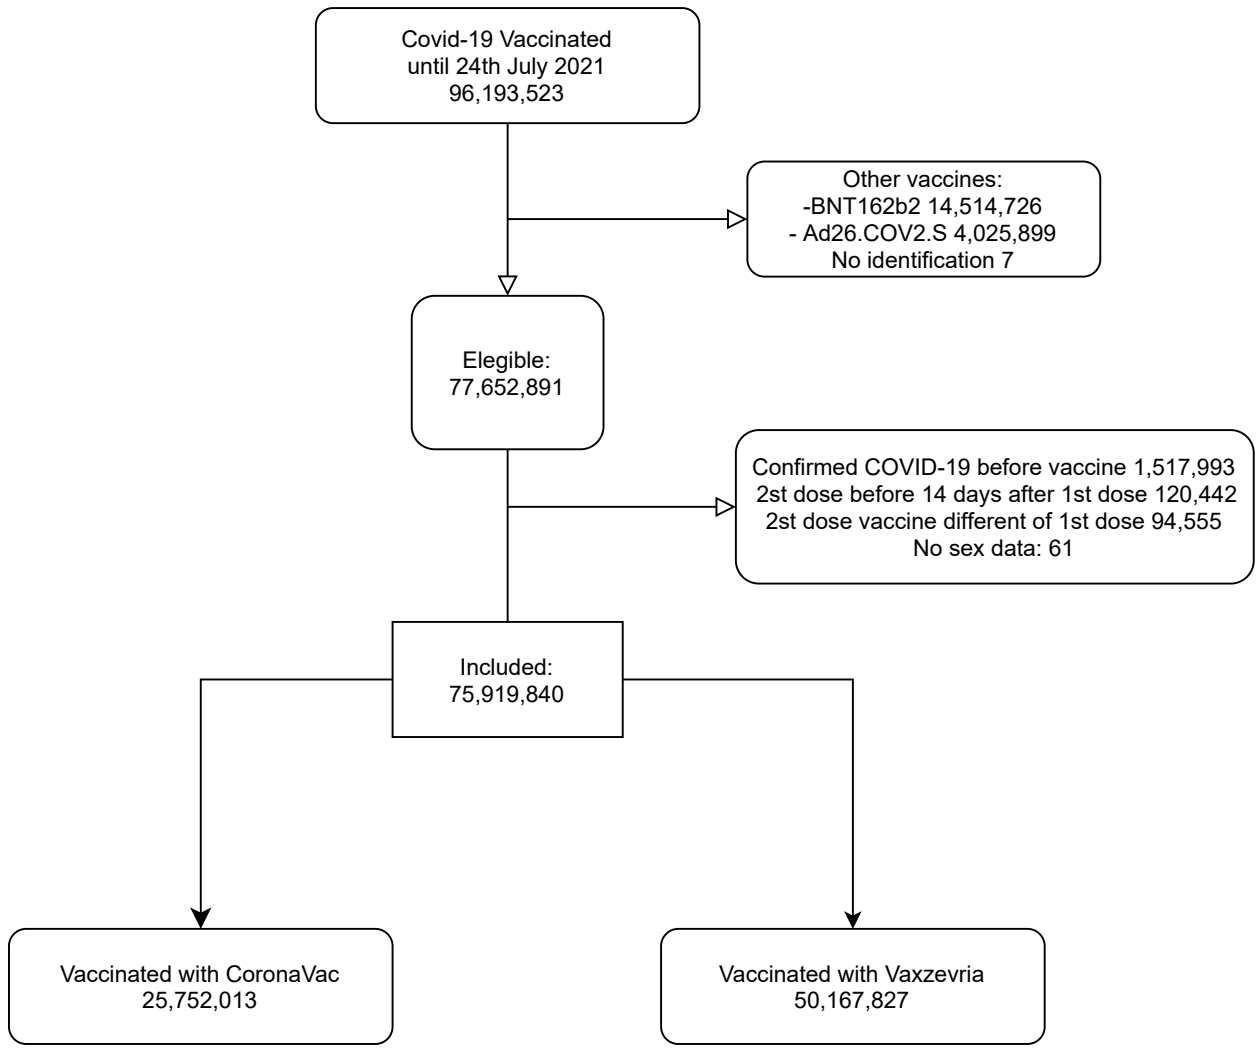 Covid-19 Vaccinated
until 24th July 2021
96,193,523
Other vaccines:
-BNT162b2 14,514,726
- Ad26.COV2.S 4,025,899
No identification 7
Elegible:
77,652,891
Confirmed COVID-19 before vaccine 1,517,993
2st dose before 14 days after 1st dose 120,442
2st dose vaccine different of 1st dose 94,555
No sex data: 61
Included:
75,919,840
Vaccinated with CoronaVac
25,752,013
Vaccinated with Vaxzevria
50,167,827